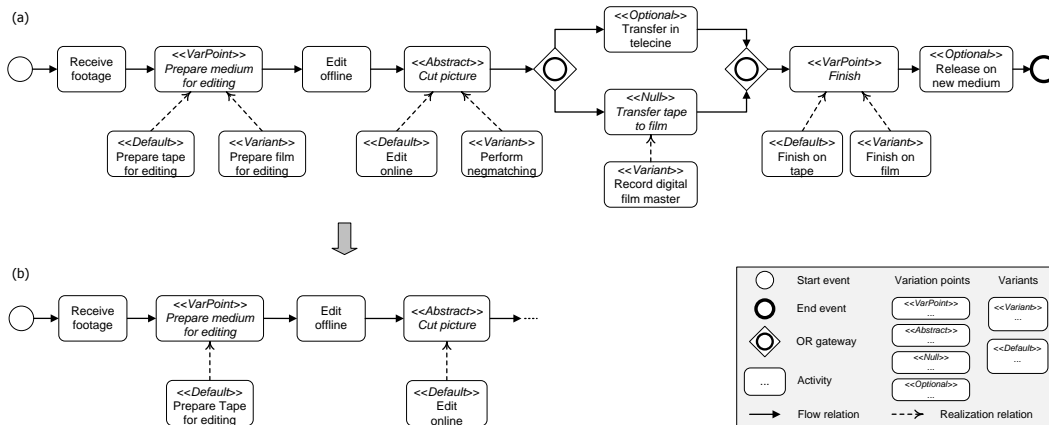 (a)
Receive
footage
<<VarPoint>>
Prepare medium
for editing
Edit
offline
<<Abstract>>
Cut picture
<<Optional>>
Transfer in
telecine
<<Null>>
Transfer tape
to film
<<VarPoint>>
Finish
<<Optional>>
Release on
new medium
<<Default>>
Prepare tape
for editing
<<Variant>>
Prepare film
for editing
<<Default>>
Edit
online
<<Variant>>
Perform
negmatching
<<Variant>>
Record digital
film master
<<Default>>
Finish on
tape
<<Variant>>
Finish on
film
(b)
Receive
footage
<<VarPoint>>
Prepare medium
for editing
Edit
offline
<<Abstract>>
Cut picture
<<Default>>
Prepare Tape
for editing
<<Default>>
Edit
online
Start event
End event
OR gateway
...
Activity
Flow relation
Variation points
<<VarPoint>>
...
<<Abstract>>
...
<<Null>>
...
<<Optional>>
...
Variants
<<Variant>>
...
<<Default>>
...
Realization relation